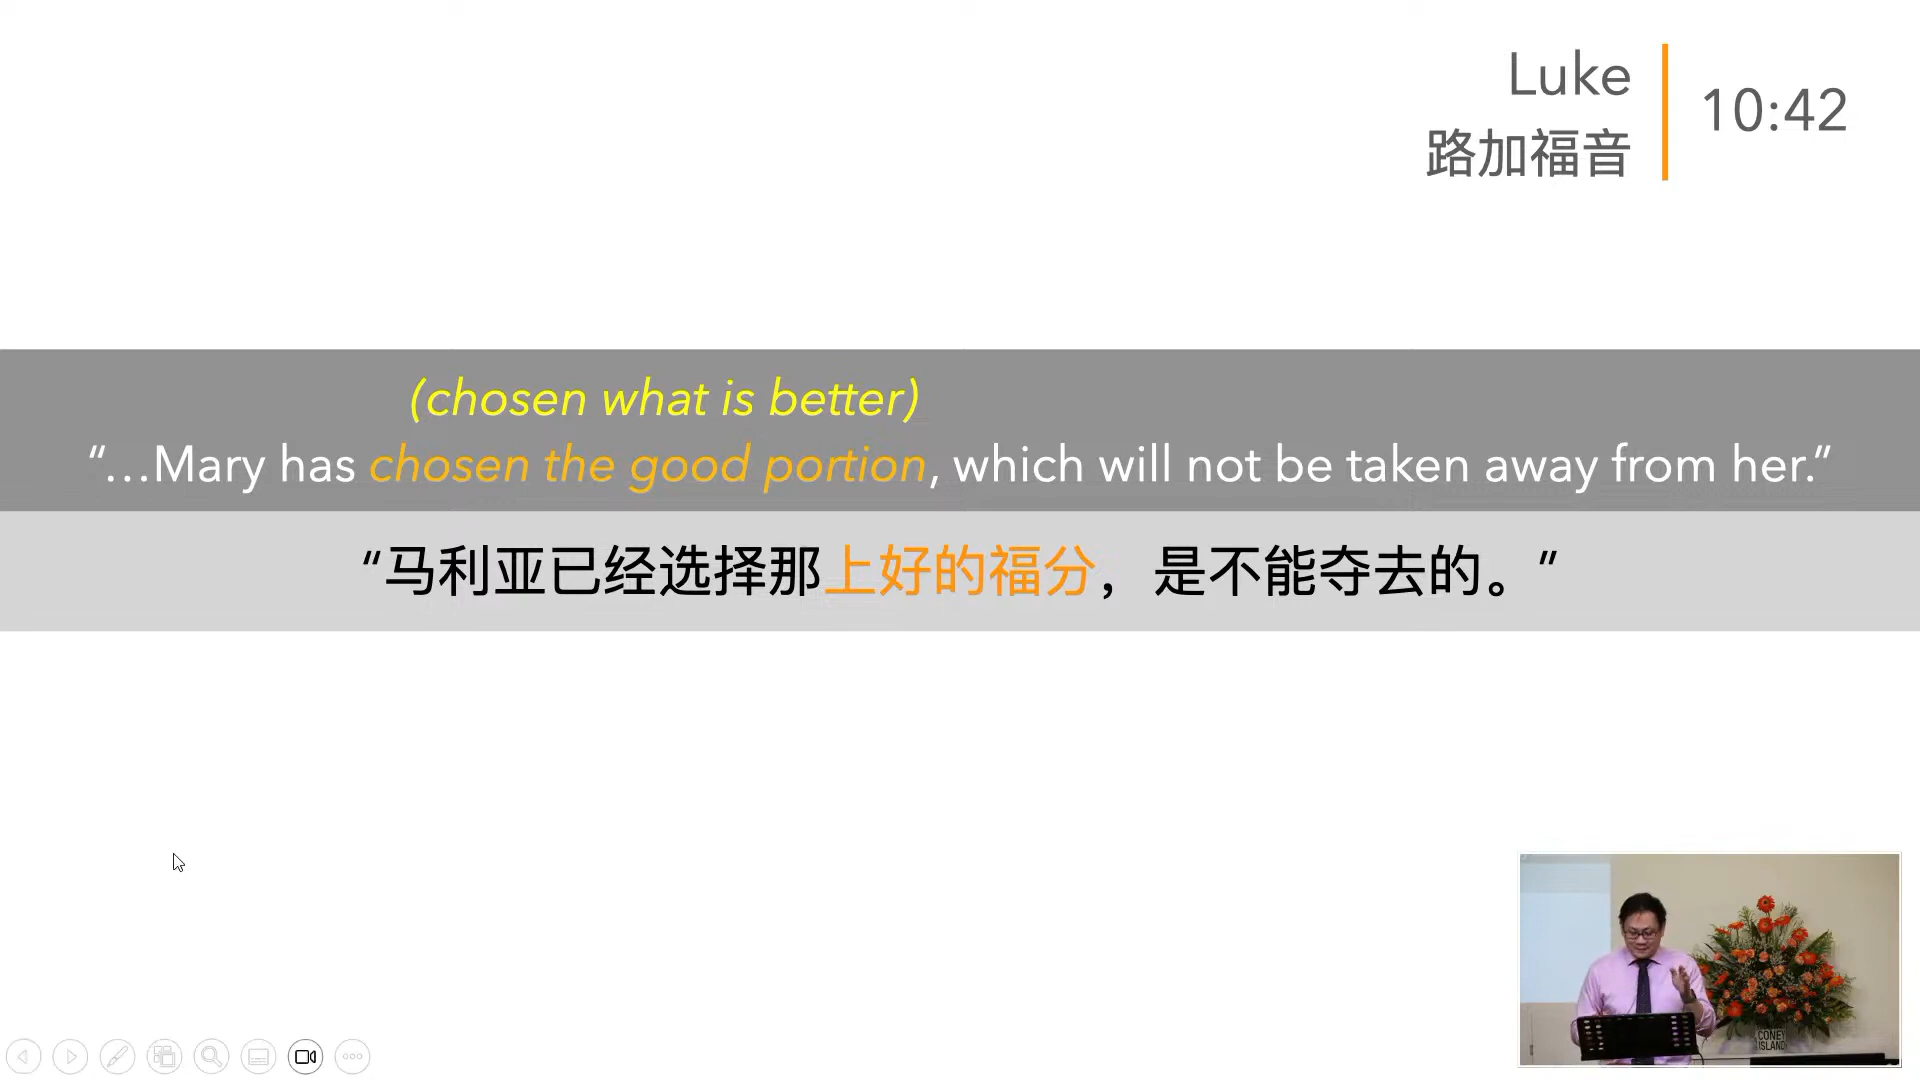 Luke
路加福音
10:42
(chosen what is better)
“…Mary has chosen the good portion, which will not be taken away from her.”
“马利亚已经选择那上好的福分，是不能夺去的。”
CONEY
ISLAND